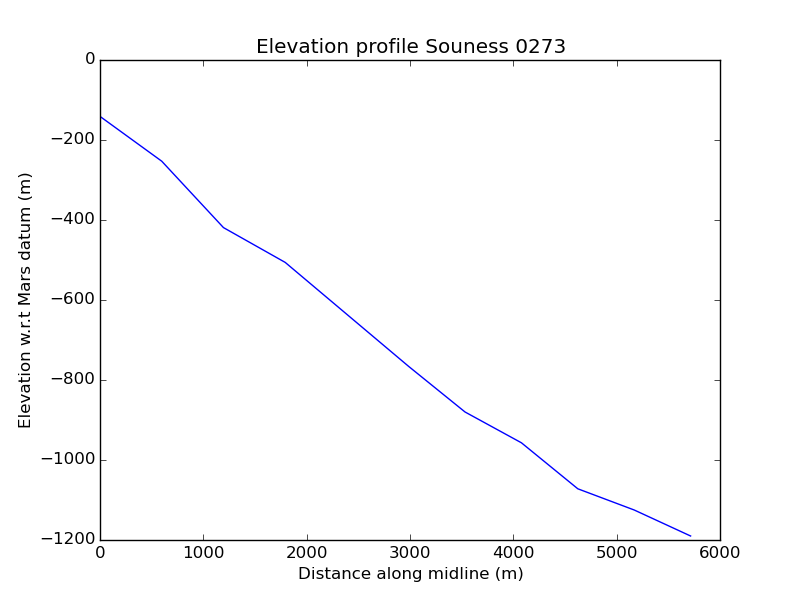 Elevation profile Souness 0273
0
−200
−400
−600
−800
−1000
−1200
Elevation w.r.t Mars datum (m)
0 1000 2000 3000 4000 5000 6000
Distance along midline (m)